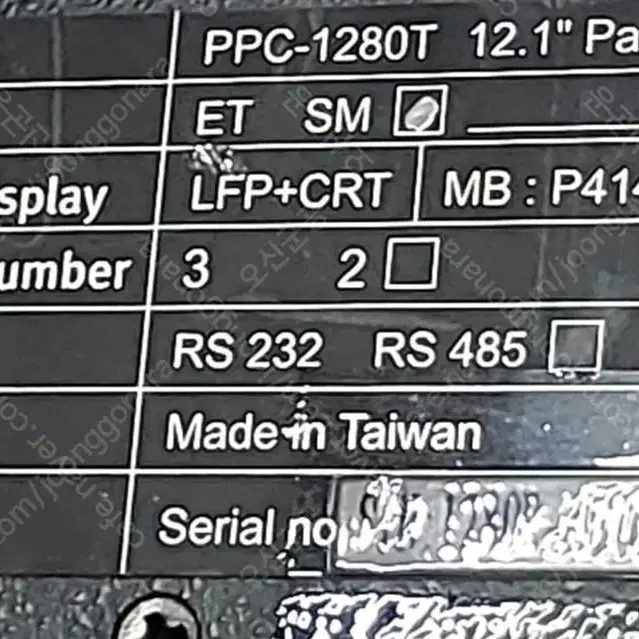 PPC-1280T 12.1" Pa
ET SM
splay LFP+CRT MB : P414
umber 3 2
RS 232 RS 485
Made in Taiwan
Serial no